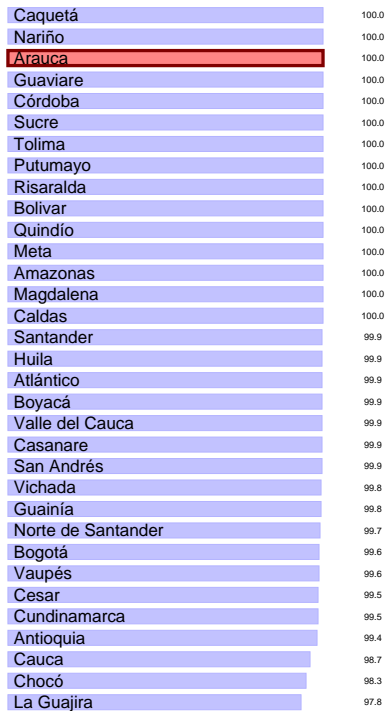 Caquetá 100.0
Nariño 100.0
Arauca 100.0
Guaviare 100.0
Córdoba 100.0
Sucre 100.0
Tolima 100.0
Putumayo 100.0
Risaralda 100.0
Bolivar 100.0
Quindío 100.0
Meta 100.0
Amazonas 100.0
Magdalena 100.0
Caldas 100.0
Santander 99.9
Huila 99.9
Atlántico 99.9
Boyacá 99.9
Valle del Cauca 99.9
Casanare 99.9
San Andrés 99.9
Vichada 99.8
Guainía 99.8
Norte de Santander 99.7
Bogotá 99.6
Vaupés 99.6
Cesar 99.5
Cundinamarca 99.5
Antioquia 99.4
Cauca 98.7
Chocó 98.3
La Guajira 97.8